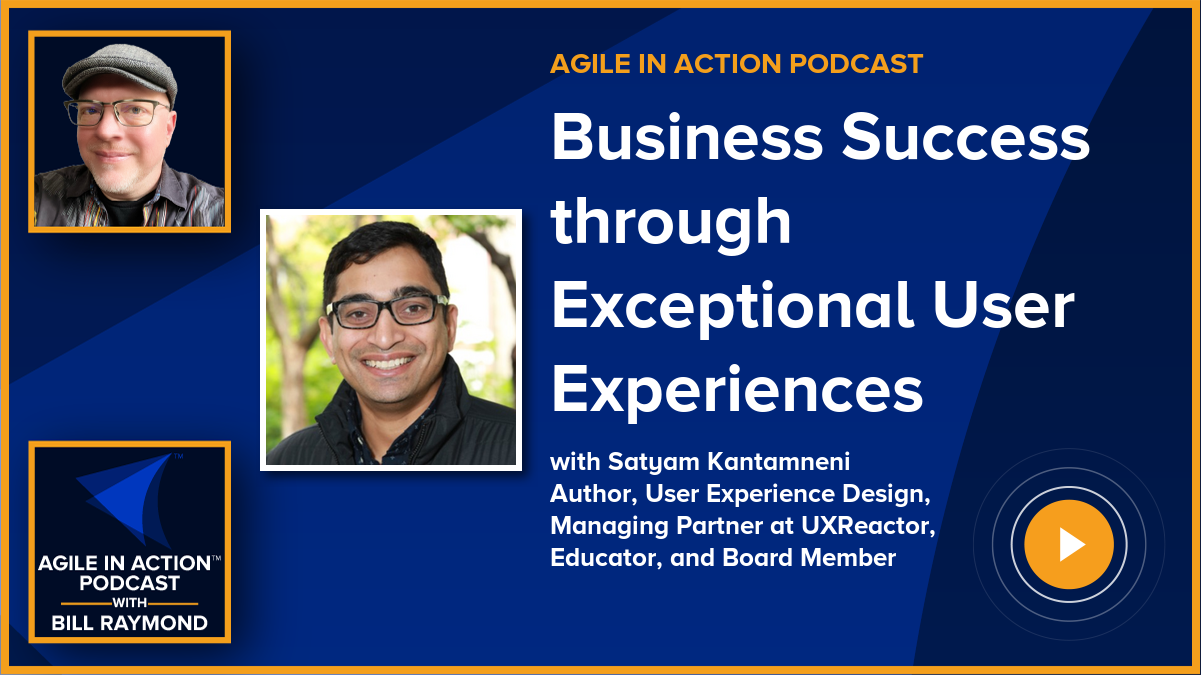 AGILE IN ACTION PODCAST
Business Success
through
Exceptional User
Experiences
with Satyam Kantamneni
Author, User Experience Design,
Managing Partner at UXReactor,
Educator, and Board Member
TM
AGILE IN ACTION™
PODCAST
WITH
BILL RAYMOND